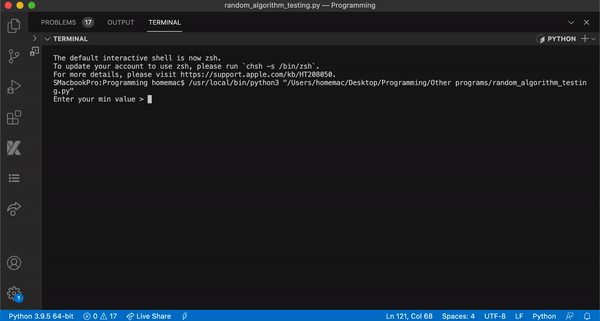 random_algorithm_testing.py — Programming
PROBLEMS 17 OUTPUT TERMINAL
TERMINAL PYTHON
The default interactive shell is now zsh.
To update your account to use zsh, please run `chsh -s /bin/zsh`.
For more details, please visit https://support.apple.com/kb/HT208050.
SMacbookPro:Programming homemac$ /usr/local/bin/python3 "/Users/homemac/Desktop/Programming/Other programs/random_algorithm_testin
g.py"
Enter your min value >
1
Python 3.9.5 64-bit 0 17 Live Share Ln 121, Col 68 Spaces: 4 UTF-8 LF Python